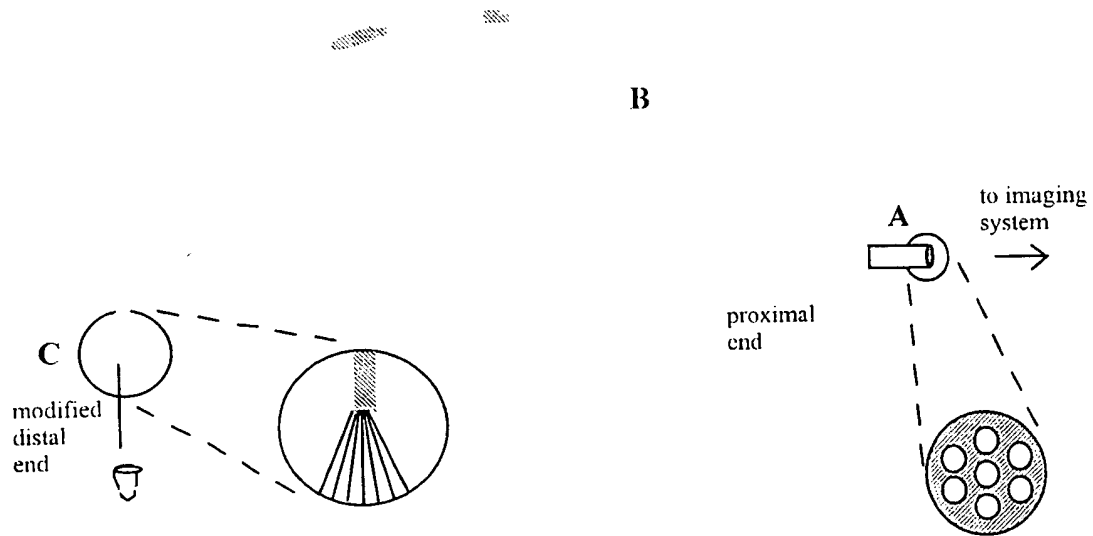 B
to imaging
system
A
proximal
end
C
modified
distal
end